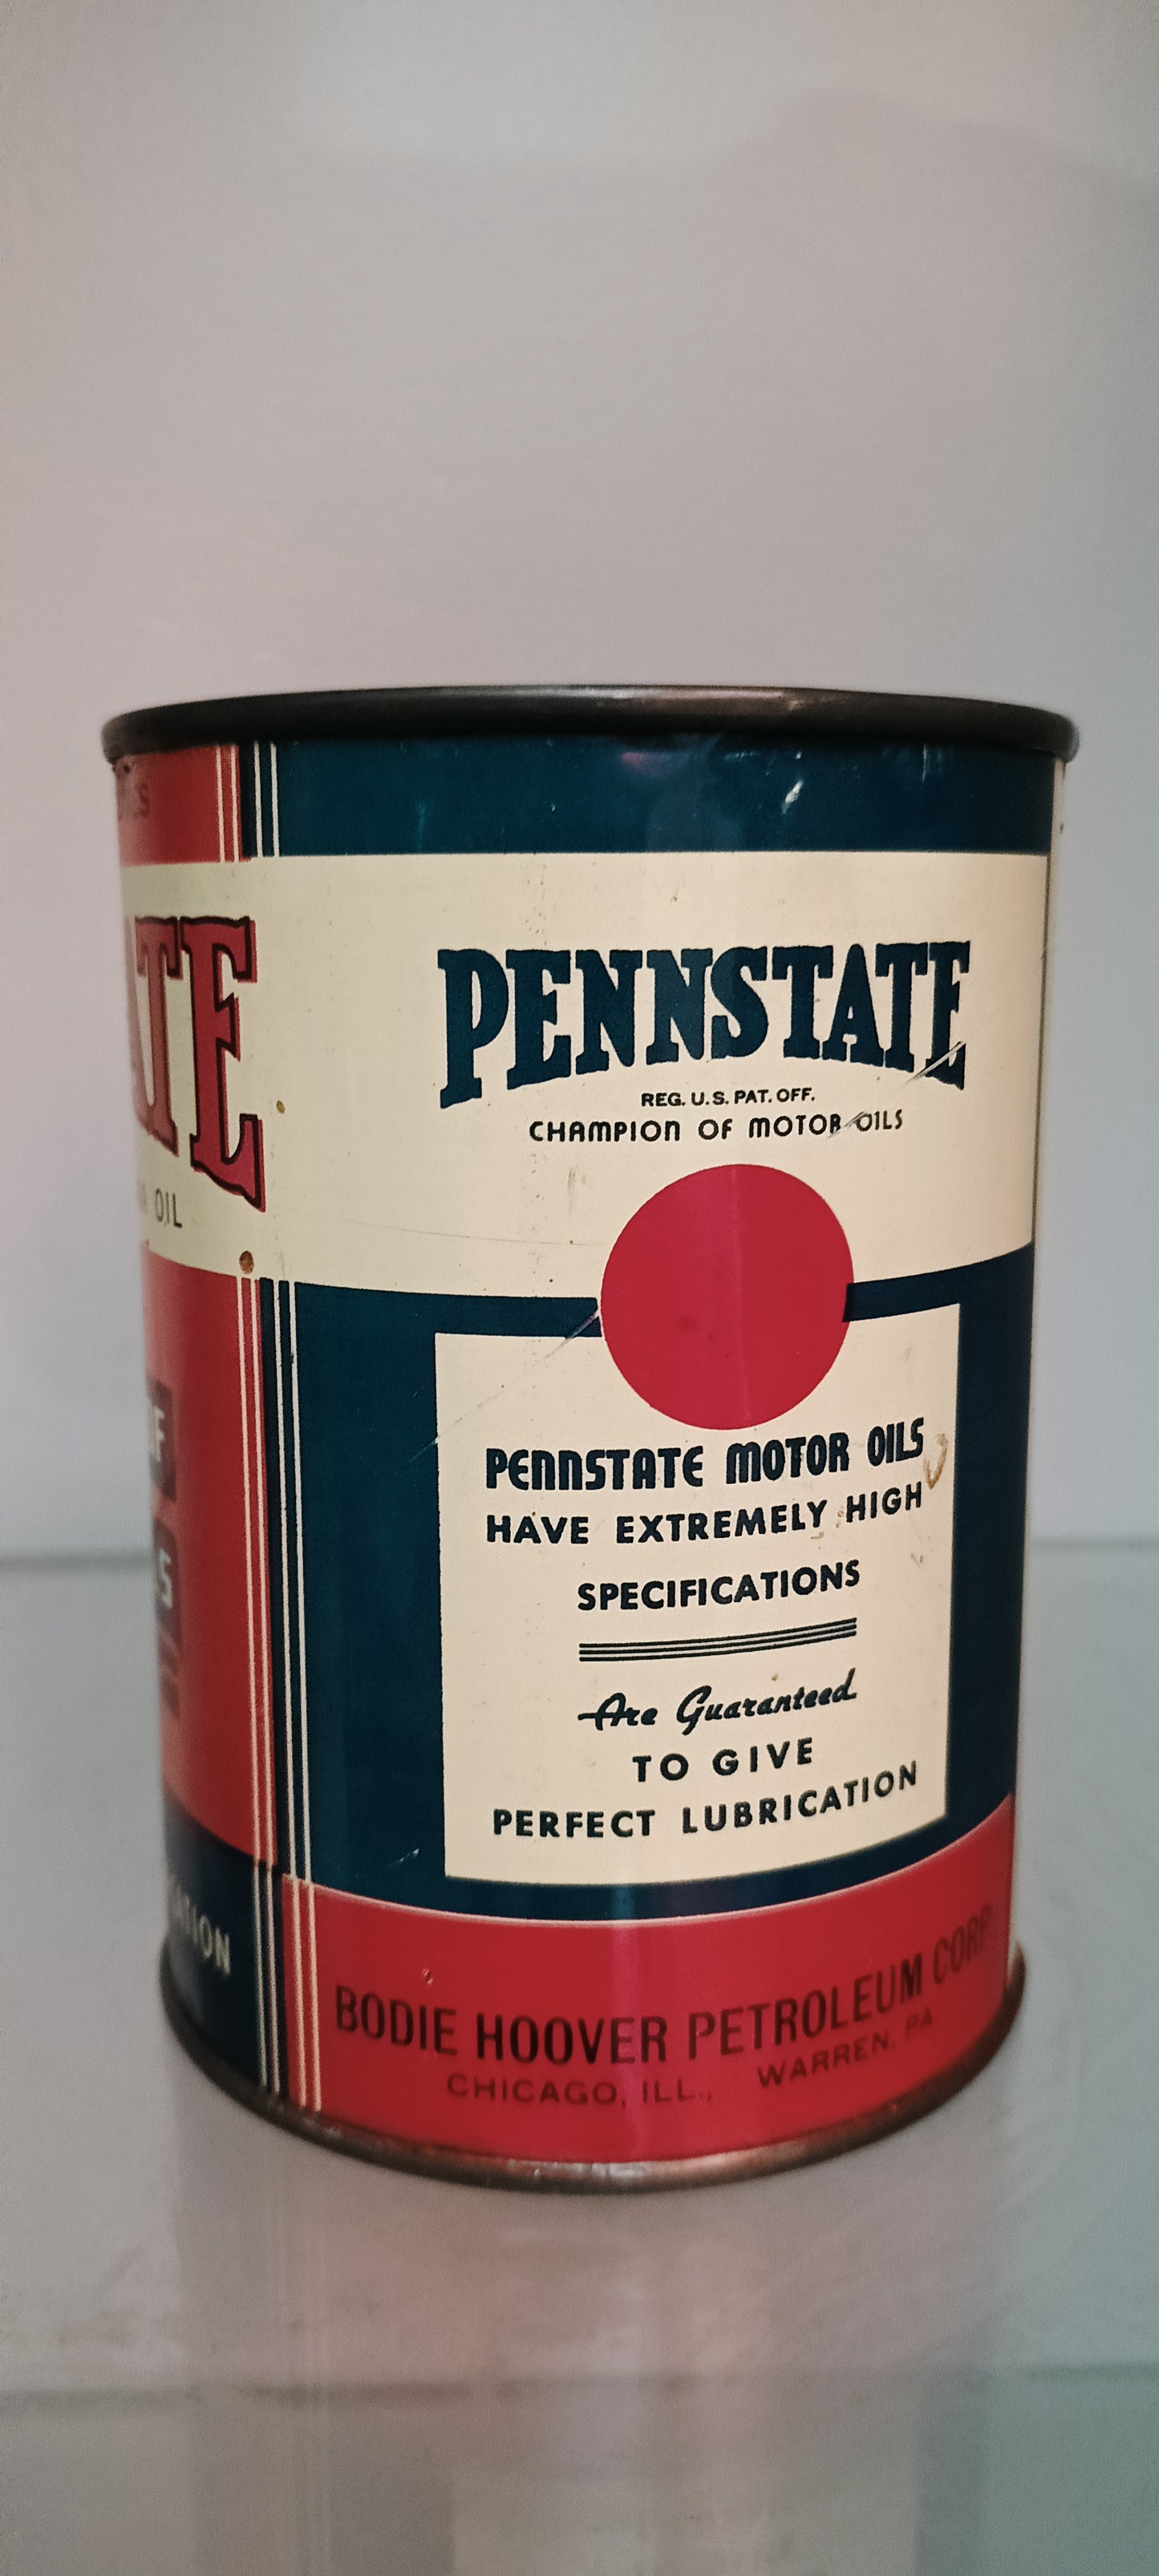 PENNSTATE
REG. U.S. PAT. OFF.
CHAMPION OF MOTOR OILS
PENNSTATE MOTOR OILS
HAVE EXTREMELY HIGH
SPECIFICATIONS
Are Guaranteed
TO GIVE
PERFECT LUBRICATION
BODIE HOOVER PETROLEUM CORP.
CHICAGO, ILL., WARREN, PA
ATE
OIL